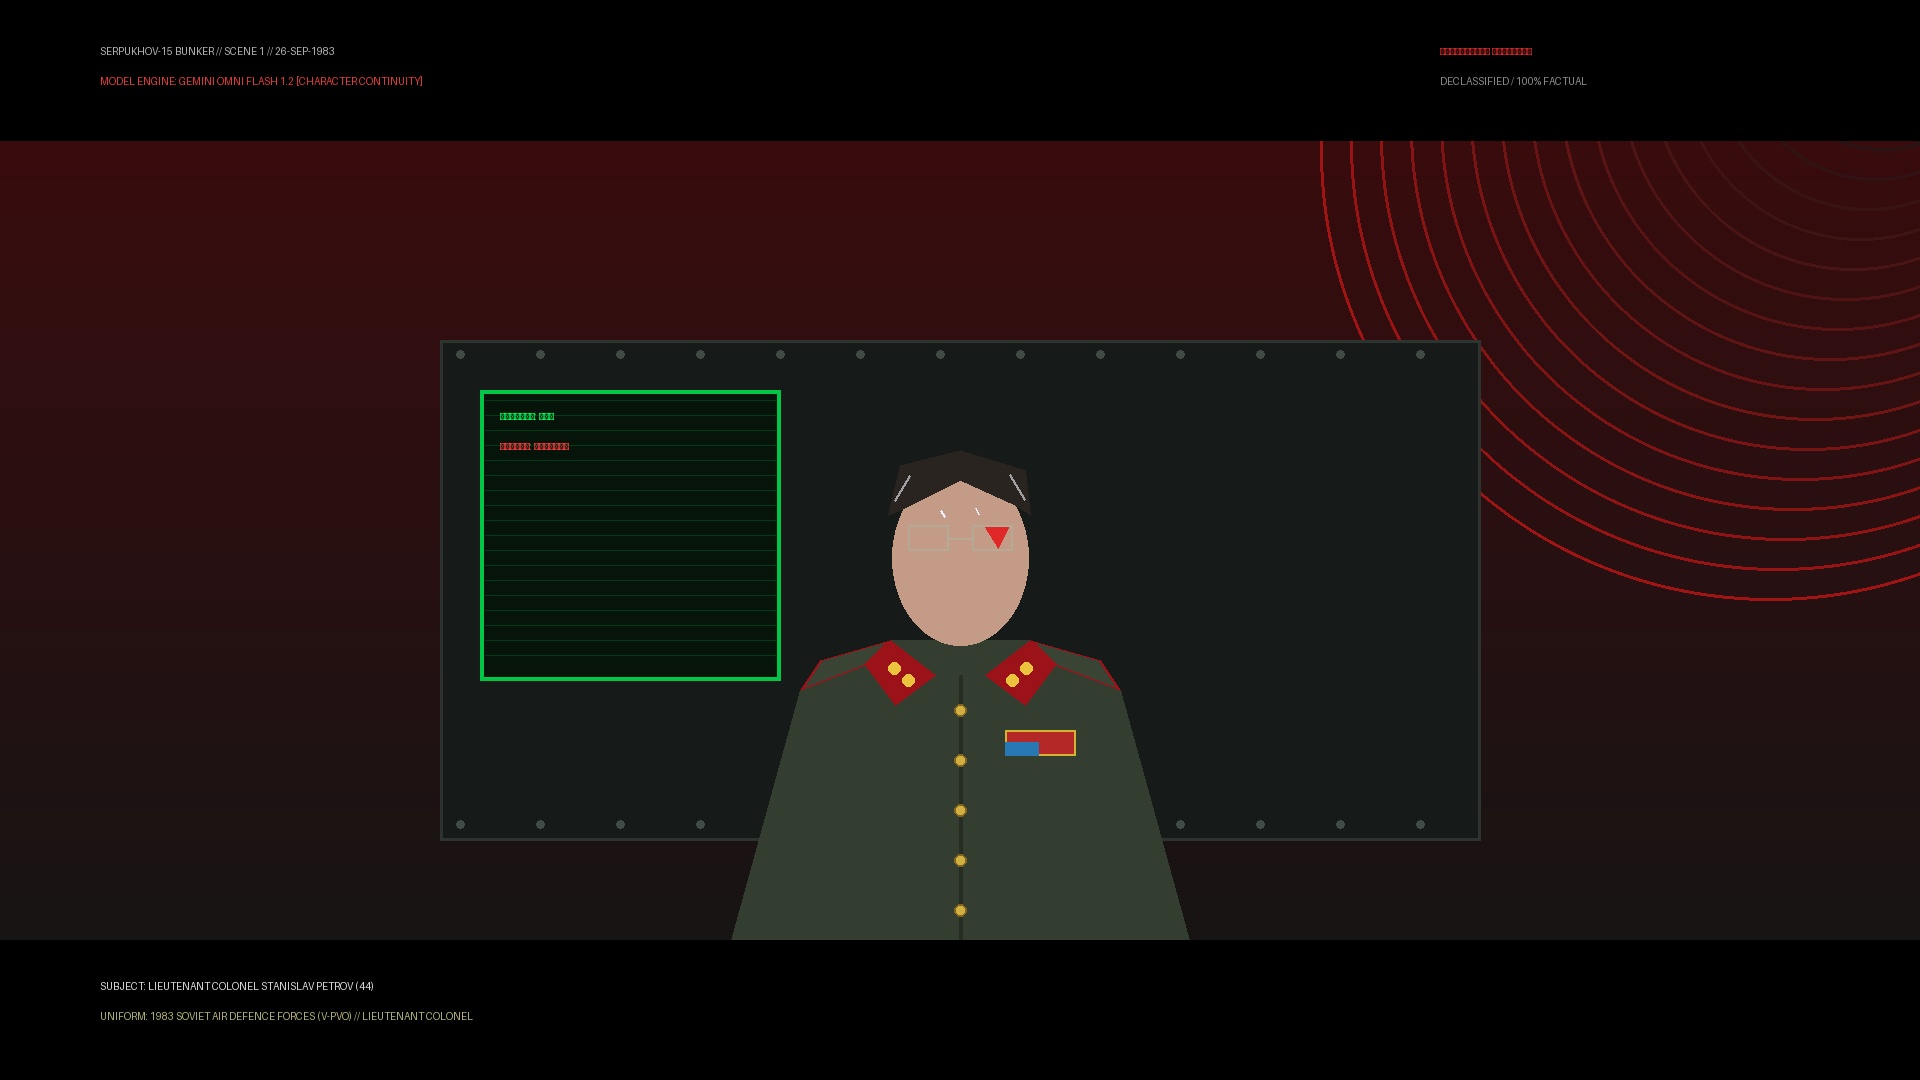 SERPUKHOV-15 BUNKER // SCENE 1 // 26-SEP-1983
MODEL ENGINE: GEMINI OMNI FLASH 1.2 [CHARACTER CONTINUITY]
DECLASSIFIED / 100% FACTUAL
SUBJECT: LIEUTENANT COLONEL STANISLAV PETROV (44)
UNIFORM: 1983 SOVIET AIR DEFENCE FORCES (V-PVO) // LIEUTENANT COLONEL